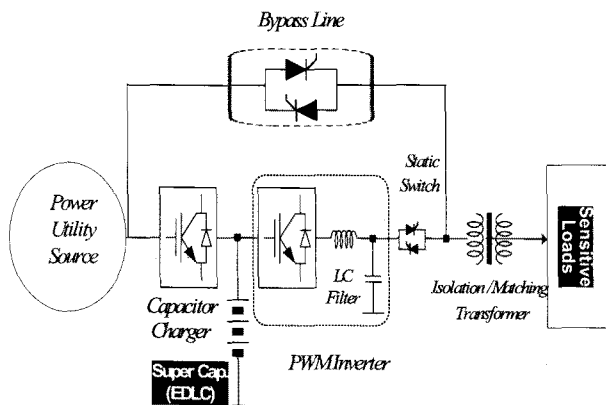 Bypass Line
Static
Switch
Power
Utility
Source
Sensitive
Loads
LC
Filter
Isolation/Matching
Transformer
Capacitor
Charger
PWM Inverter
Super Cap.
(EDLC)